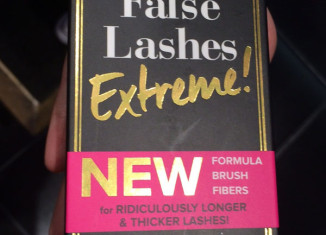 False
Lashes
Extreme!
NEW
FORMULA
BRUSH
FIBERS
for RIDICULOUSLY LONGER
& THICKER LASHES!